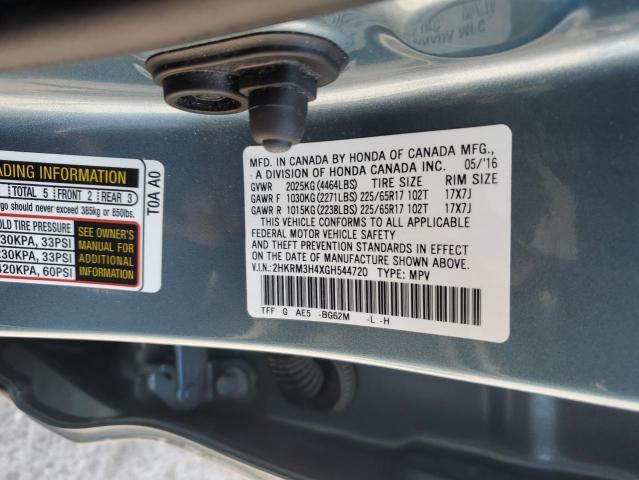 ADING INFORMATION
TOTAL 5 FRONT 2 REAR 3
go should never exceed 385kg or 850lbs.
OLD TIRE PRESSURE
30KPA, 33PSI
230KPA, 33PSI
420KPA, 60PSI
SEE OWNER'S
MANUAL FOR
ADDITIONAL
INFORMATION
T0A A0
MFD. IN CANADA BY HONDA OF CANADA MFG.,
A DIVISION OF HONDA CANADA INC. 05/'16
GVWR 2025KG (4464LBS) TIRE SIZE RIM SIZE
GAWR F 1030KG (2271LBS) 225/65R17 102T 17X7J
GAWR R 1015KG (2238LBS) 225/65R17 102T 17X7J
THIS VEHICLE CONFORMS TO ALL APPLICABLE
FEDERAL MOTOR VEHICLE SAFETY AND
THEFT PREVENTION STANDARDS IN EFFECT
ON THE DATE OF MANUFACTURE SHOWN ABOVE.
V.I.N.: 2HKRM3H4XGH544720 TYPE: MPV
TFF G AE5 -BG62M -L -H